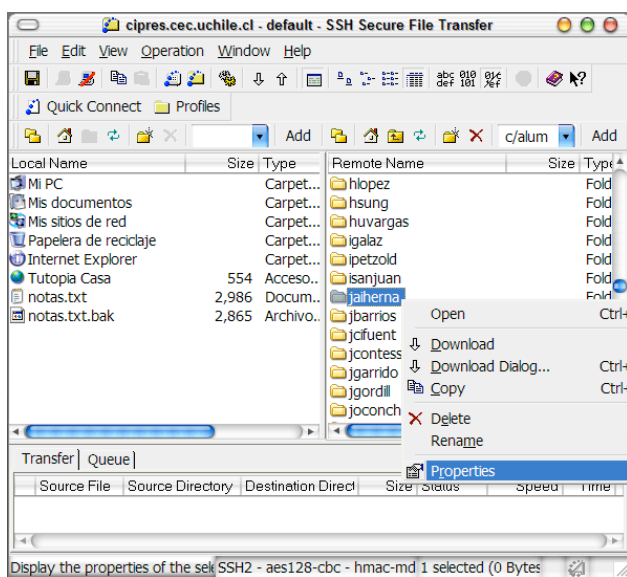 cipres.cec.uchile.cl - default - SSH Secure File Transfer
File Edit View Operation Window Help
abc def 010 101
Quick Connect Profiles
Add c/alum Add
Local Name Size Type
Mi PC Carpet...
Mis documentos Carpet...
Mis sitios de red Carpet...
Papelera de reciclaje Carpet...
Internet Explorer Carpet...
Tutopia Casa 554 Acceso...
notas.txt 2,986 Docum...
notas.txt.bak 2,865 Archivo...
Remote Name Size Type
hlopez Fold
hsung Fold
huvargas Fold
igalaz Fold
ipetzold Fold
isanjuan Fold
jaiherna Fold
jbarrios
jcifuent
jcontess
jgarrido
jgordill
joconch
Open Ctrl+
Download
Download Dialog... Ctrl+
Copy Ctrl+
Delete
Rename
Properties
Transfer Queue
Source File Source Directory Destination Direct Size Status Speed Time
Display the properties of the sele SSH2 - aes128-cbc - hmac-md 1 selected (0 Bytes